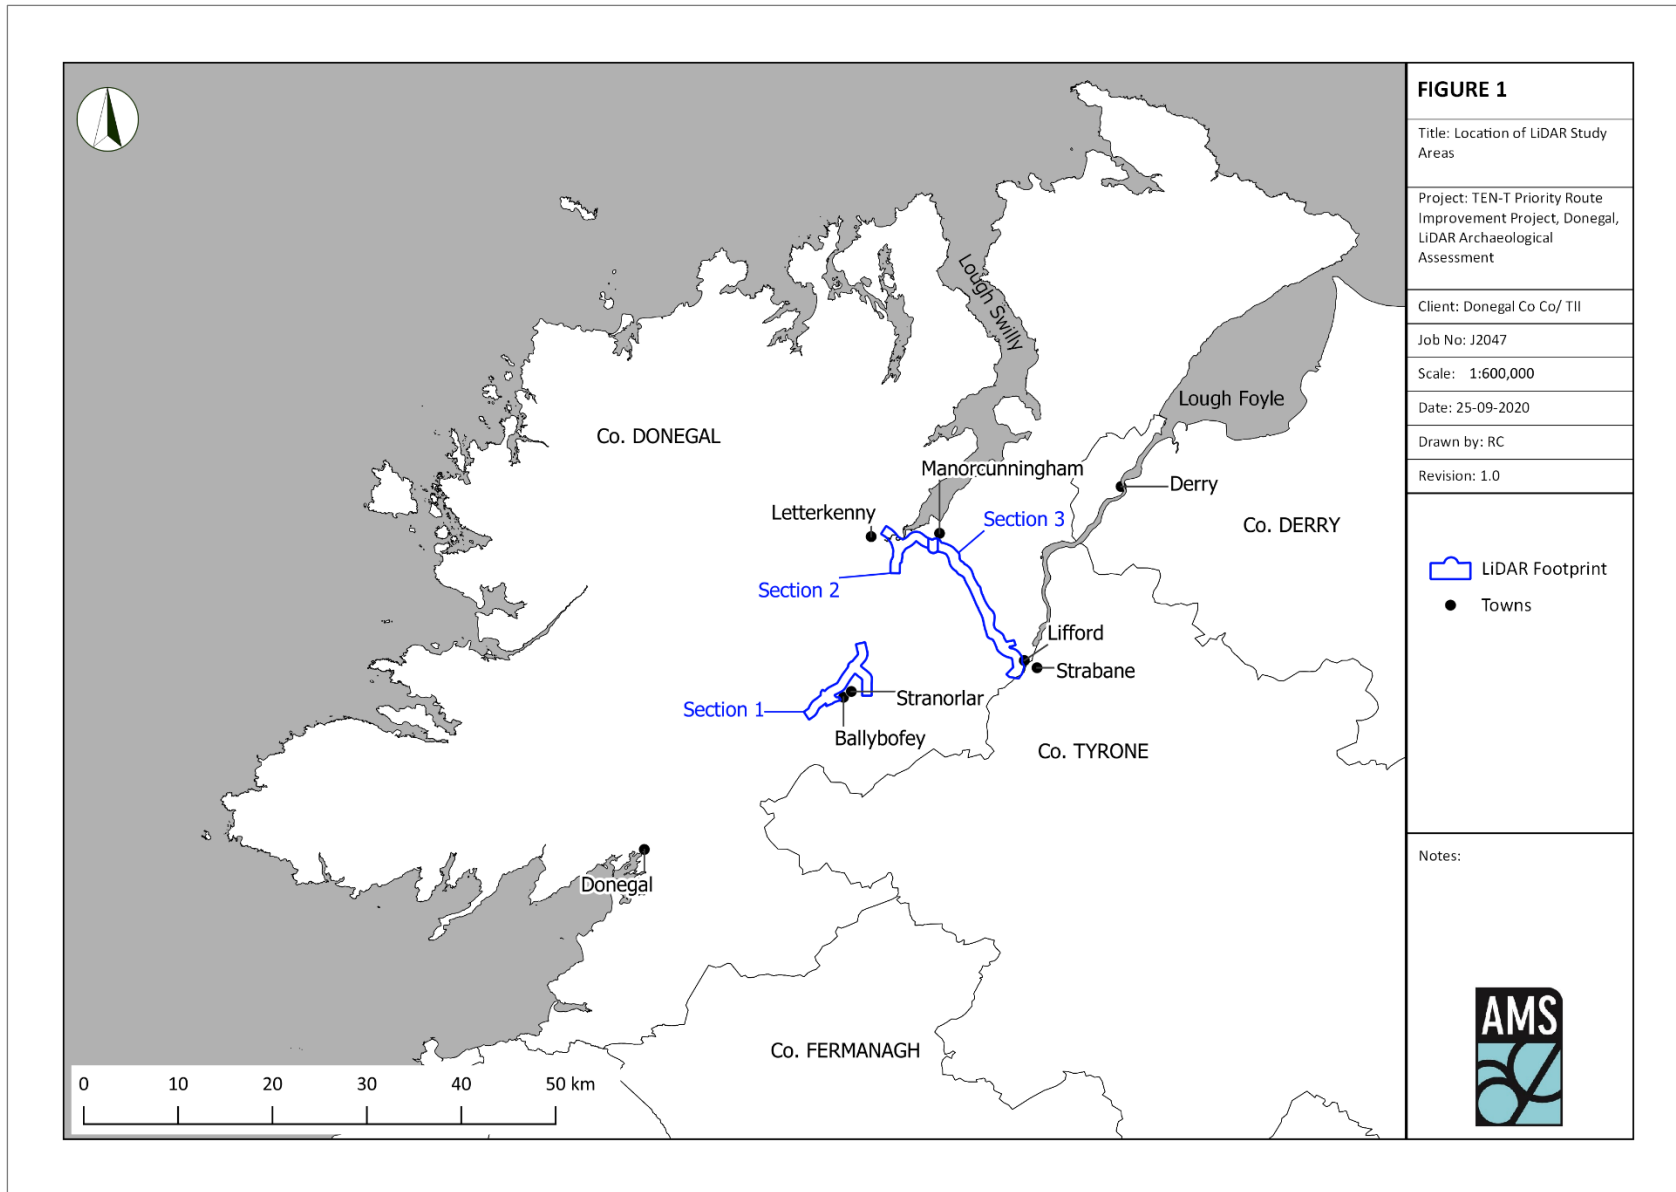 FIGURE 1
Title: Location of LiDAR Study
Areas
Project: TEN-T Priority Route
Improvement Project, Donegal,
LiDAR Archaeological
Assessment
Client: Donegal Co Co/ TII
Job No: J2047
Scale: 1:600,000
Date: 25-09-2020
Drawn by: RC
Revision: 1.0
LiDAR Footprint
Towns
Notes:
AMS
Lough Swilly
Lough Foyle
Co. DONEGAL
Manorcunningham
Derry
Letterkenny
Section 3
Co. DERRY
Section 2
Lifford
Strabane
Stranorlar
Section 1
Ballybofey
Co. TYRONE
Donegal
Co. FERMANAGH
0 10 20 30 40 50 km